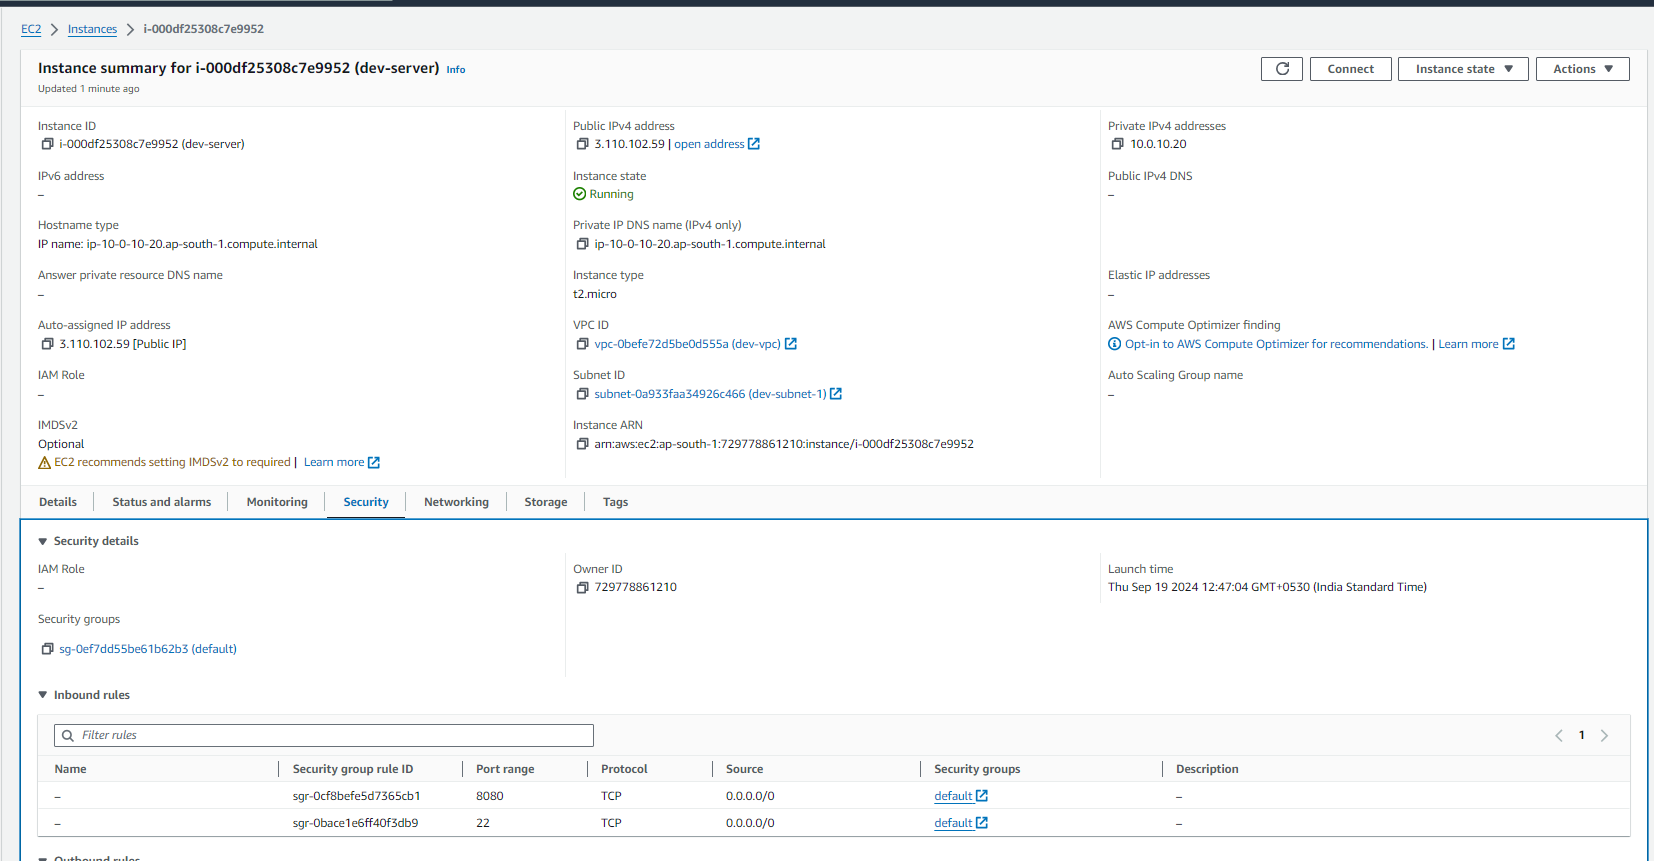 EC2 > Instances > i-000df25308c7e9952
Instance summary for i-000df25308c7e9952 (dev-server) Info
Updated 1 minute ago
Connect
Instance state
Actions
Instance ID
i-000df25308c7e9952 (dev-server)
Public IPv4 address
3.110.102.59 | open address
Private IPv4 addresses
10.0.10.20
IPv6 address
–
Instance state
Running
Public IPv4 DNS
–
Hostname type
IP name: ip-10-0-10-20.ap-south-1.compute.internal
Private IP DNS name (IPv4 only)
ip-10-0-10-20.ap-south-1.compute.internal
Answer private resource DNS name
–
Instance type
t2.micro
Elastic IP addresses
–
Auto-assigned IP address
3.110.102.59 [Public IP]
VPC ID
vpc-0befe72d5be0d555a (dev-vpc)
AWS Compute Optimizer finding
Opt-in to AWS Compute Optimizer for recommendations. | Learn more
IAM Role
–
Subnet ID
subnet-0a933faa34926c466 (dev-subnet-1)
Auto Scaling Group name
–
IMDSv2
Optional
EC2 recommends setting IMDSv2 to required | Learn more
Instance ARN
arn:aws:ec2:ap-south-1:729778861210:instance/i-000df25308c7e9952
Details | Status and alarms | Monitoring | Security | Networking | Storage | Tags
Security details
IAM Role
–
Owner ID
729778861210
Launch time
Thu Sep 19 2024 12:47:04 GMT+0530 (India Standard Time)
Security groups
sg-0ef7dd55be61b62b3 (default)
Inbound rules
Filter rules
1
Name | Security group rule ID | Port range | Protocol | Source | Security groups | Description
– sgr-0cf8befe5d7365cb1 8080 TCP 0.0.0.0/0 default –
– sgr-0bace1e6ff40f3db9 22 TCP 0.0.0.0/0 default –
Outbound rules